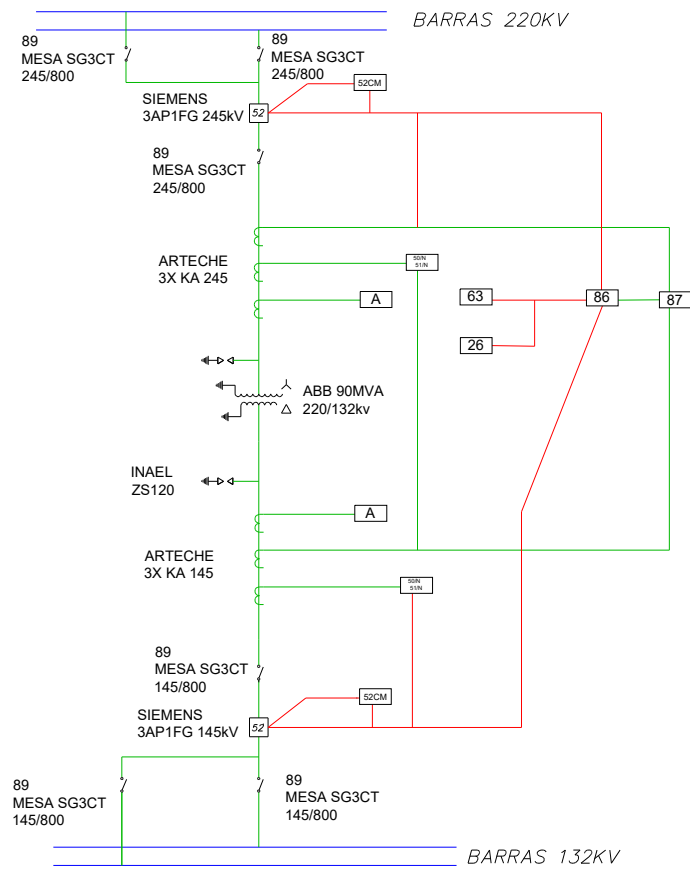 BARRAS 220KV
89
MESA SG3CT
245/800
89
MESA SG3CT
245/800
52CM
SIEMENS
3AP1FG 245kV
52
89
MESA SG3CT
245/800
ARTECHE
3X KA 245
50/N
51/N
A
63
86
87
26
ABB 90MVA
220/132kv
INAEL
ZS120
A
ARTECHE
3X KA 145
50/N
51/N
89
MESA SG3CT
145/800
52CM
SIEMENS
3AP1FG 145kV
52
89
MESA SG3CT
145/800
89
MESA SG3CT
145/800
BARRAS 132KV